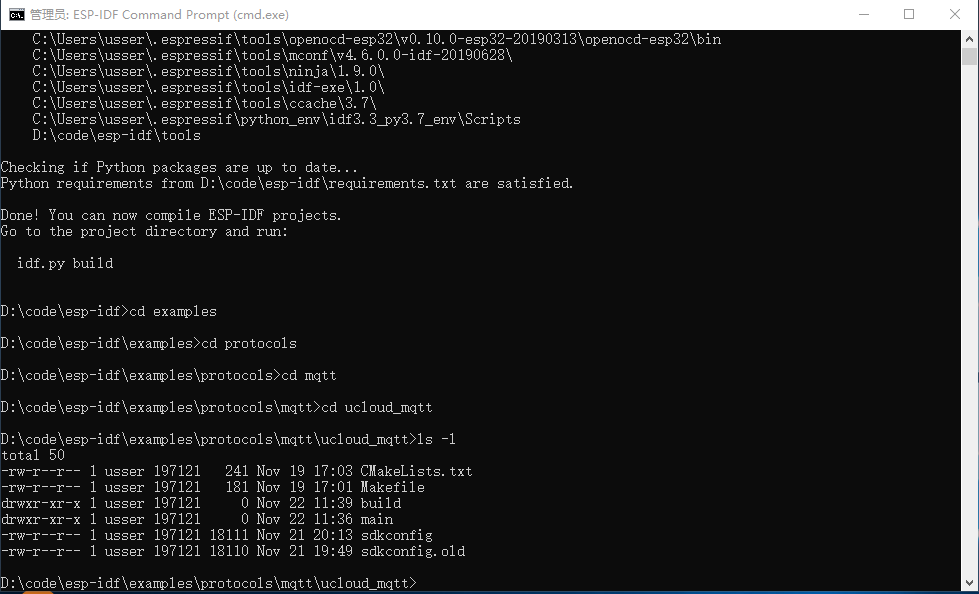 管理员: ESP-IDF Command Prompt (cmd.exe)
C:\Users\usser\.espressif\tools\openocd-esp32\v0.10.0-esp32-20190313\openocd-esp32\bin
C:\Users\usser\.espressif\tools\mconf\v4.6.0.0-idf-20190628\
C:\Users\usser\.espressif\tools\ninja\1.9.0\
C:\Users\usser\.espressif\tools\idf-exe\1.0\
C:\Users\usser\.espressif\tools\ccache\3.7\
C:\Users\usser\.espressif\python_env\idf3.3_py3.7_env\Scripts
D:\code\esp-idf\tools
Checking if Python packages are up to date...
Python requirements from D:\code\esp-idf\requirements.txt are satisfied.
Done! You can now compile ESP-IDF projects.
Go to the project directory and run:
idf.py build
D:\code\esp-idf>cd examples
D:\code\esp-idf\examples>cd protocols
D:\code\esp-idf\examples\protocols>cd mqtt
D:\code\esp-idf\examples\protocols\mqtt>cd ucloud_mqtt
D:\code\esp-idf\examples\protocols\mqtt\ucloud_mqtt>ls -l
total 50
-rw-r--r-- 1 usser 197121   241 Nov 19 17:03 CMakeLists.txt
-rw-r--r-- 1 usser 197121   181 Nov 19 17:01 Makefile
drwxr-xr-x 1 usser 197121     0 Nov 22 11:39 build
drwxr-xr-x 1 usser 197121     0 Nov 22 11:36 main
-rw-r--r-- 1 usser 197121 18111 Nov 21 20:13 sdkconfig
-rw-r--r-- 1 usser 197121 18110 Nov 21 19:49 sdkconfig.old
D:\code\esp-idf\examples\protocols\mqtt\ucloud_mqtt>